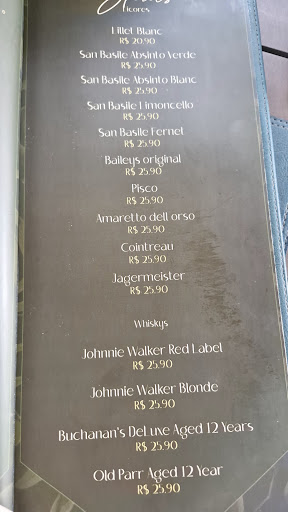 licores
Lillet Blanc
R$ 20,90
San Basile Absinto Verde
R$ 25,90
San Basile Absinto Blanc
R$ 25,90
San Basile Limoncello
R$ 25,90
San Basile Fernet
R$ 25,90
Baileys original
R$ 25,90
Pisco
R$ 25,90
Amaretto dell orso
R$ 25,90
Cointreau
R$ 25,90
Jagermeister
R$ 25,90
Whiskys
Johnnie Walker Red Label
R$ 25,90
Johnnie Walker Blonde
R$ 25,90
Buchanan's DeLuxe Aged 12 Years
R$ 25,90
Old Parr Aged 12 Year
R$ 25,90